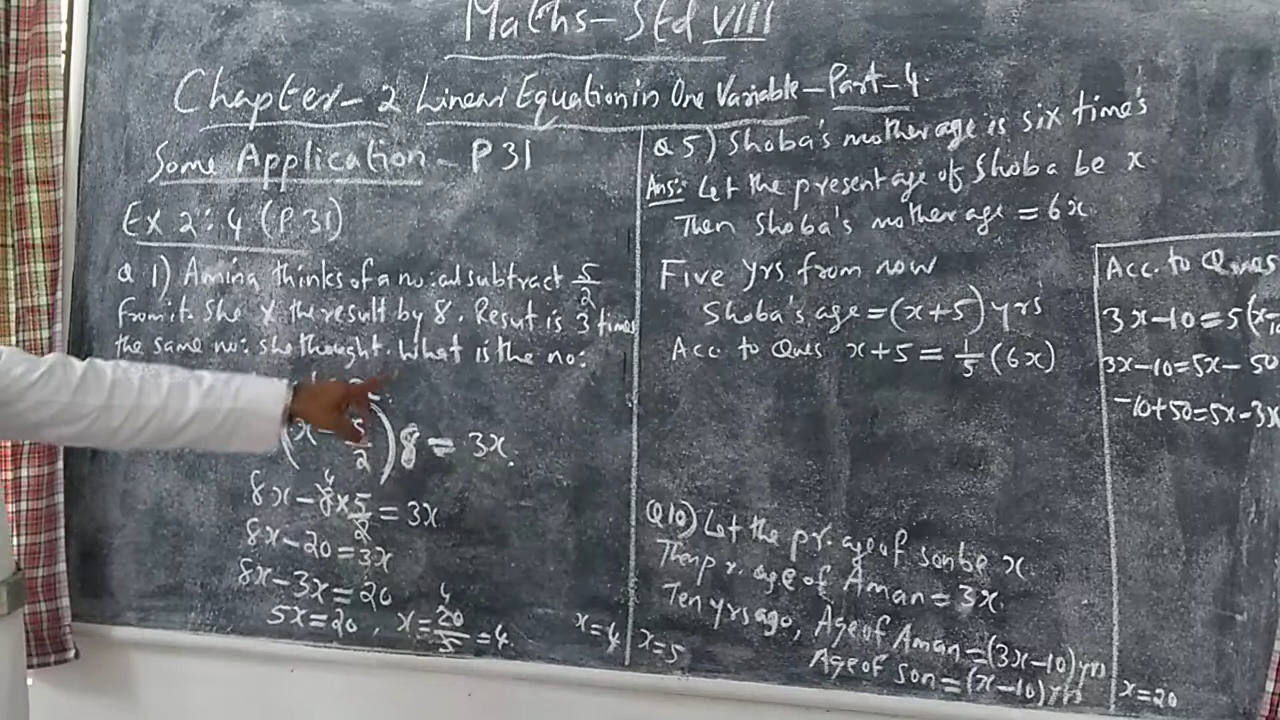 Maths - Std VIII
Chapter - 2 Linear Equation in One Variable - Part - 4
Some Application - P 31
Ex 2:4 (P31)
Q 1) Amina thinks of a no: and subtract 5/2
from it. She X the result by 8. Resut is 3 times
the same no: she thought. What is the no:
(x - 5/2) 8 = 3x.
8x - 8 × 5/2 = 3x
8x - 20 = 3x
8x - 3x = 20
5x = 20, x = 20/5 = 4.
x = 4
Q 5) Shoba's mother age is six time's
Ans:- Let the present age of Shoba be x
Then Shoba's mother age = 6x
Five yrs from now
Shoba's age = (x+5) yrs
Acc. to Ques x + 5 = 1/5 (6x)
Q 10) Let the pr. age of son be x.
Then pr. age of Aman = 3x.
Ten yrs ago, Age of Aman = (3x-10) yrs
Age of son = (x-10) yrs
x = 5
Acc. to Ques
3x - 10 = 5 (x-
3x - 10 = 5x - 50
-10 + 50 = 5x - 3x
x = 20